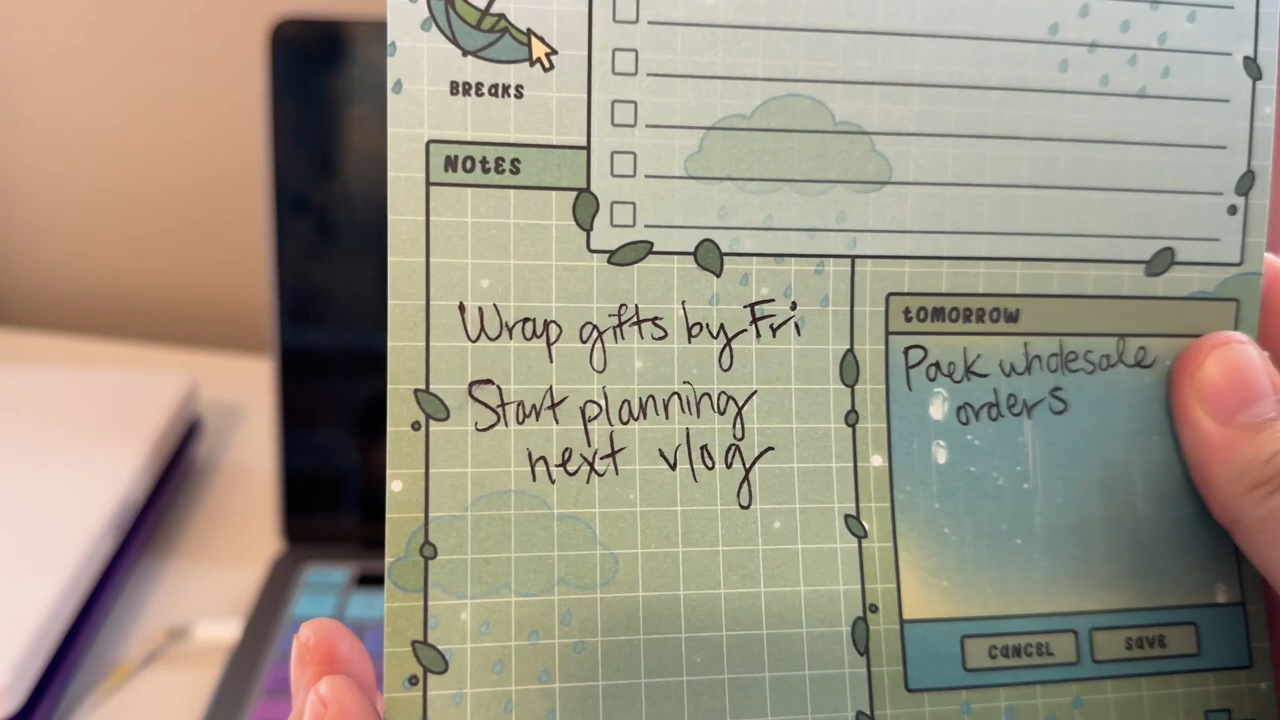 BREAKS
NOTES
Wrap gifts by Fri
Start planning
next vlog
TOMORROW
Pack wholesale
orders
CANCEL
SAVE